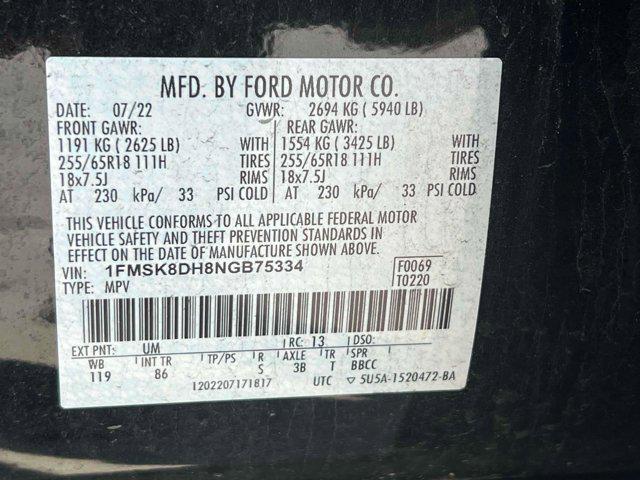 MFD. BY FORD MOTOR CO.
DATE: 07/22 GVWR: 2694 KG ( 5940 LB)
FRONT GAWR: REAR GAWR:
1191 KG ( 2625 LB) WITH 1554 KG ( 3425 LB) WITH
255/65R18 111H TIRES 255/65R18 111H TIRES
18x7.5J RIMS 18x7.5J RIMS
AT 230 kPa/ 33 PSI COLD AT 230 kPa/ 33 PSI COLD
THIS VEHICLE CONFORMS TO ALL APPLICABLE FEDERAL MOTOR
VEHICLE SAFETY AND THEFT PREVENTION STANDARDS IN
EFFECT ON THE DATE OF MANUFACTURE SHOWN ABOVE.
VIN: 1FMSK8DH8NGB75334 F0069
TYPE: MPV T0220
EXT PNT: UM RC: 13 DSO:
WB INT TR TP/PS R AXLE TR SPR
119 86 S 3B T BBCC
1202207171817 UTC ▽ 5U5A-1520472-BA